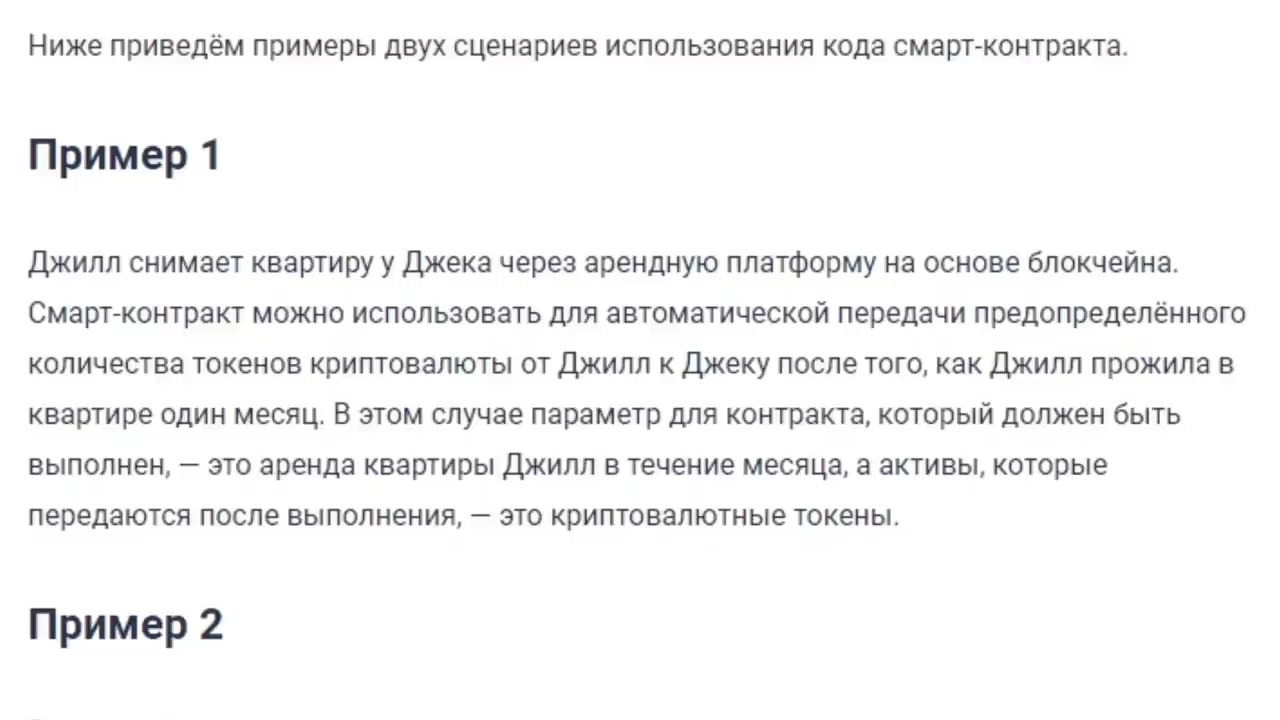 Ниже приведём примеры двух сценариев использования кода смарт-контракта.
Пример 1
Джилл снимает квартиру у Джека через арендную платформу на основе блокчейна.
Смарт-контракт можно использовать для автоматической передачи предопределённого
количества токенов криптовалюты от Джилл к Джеку после того, как Джилл прожила в
квартире один месяц. В этом случае параметр для контракта, который должен быть
выполнен, — это аренда квартиры Джилл в течение месяца, а активы, которые
передаются после выполнения, — это криптовалютные токены.
Пример 2